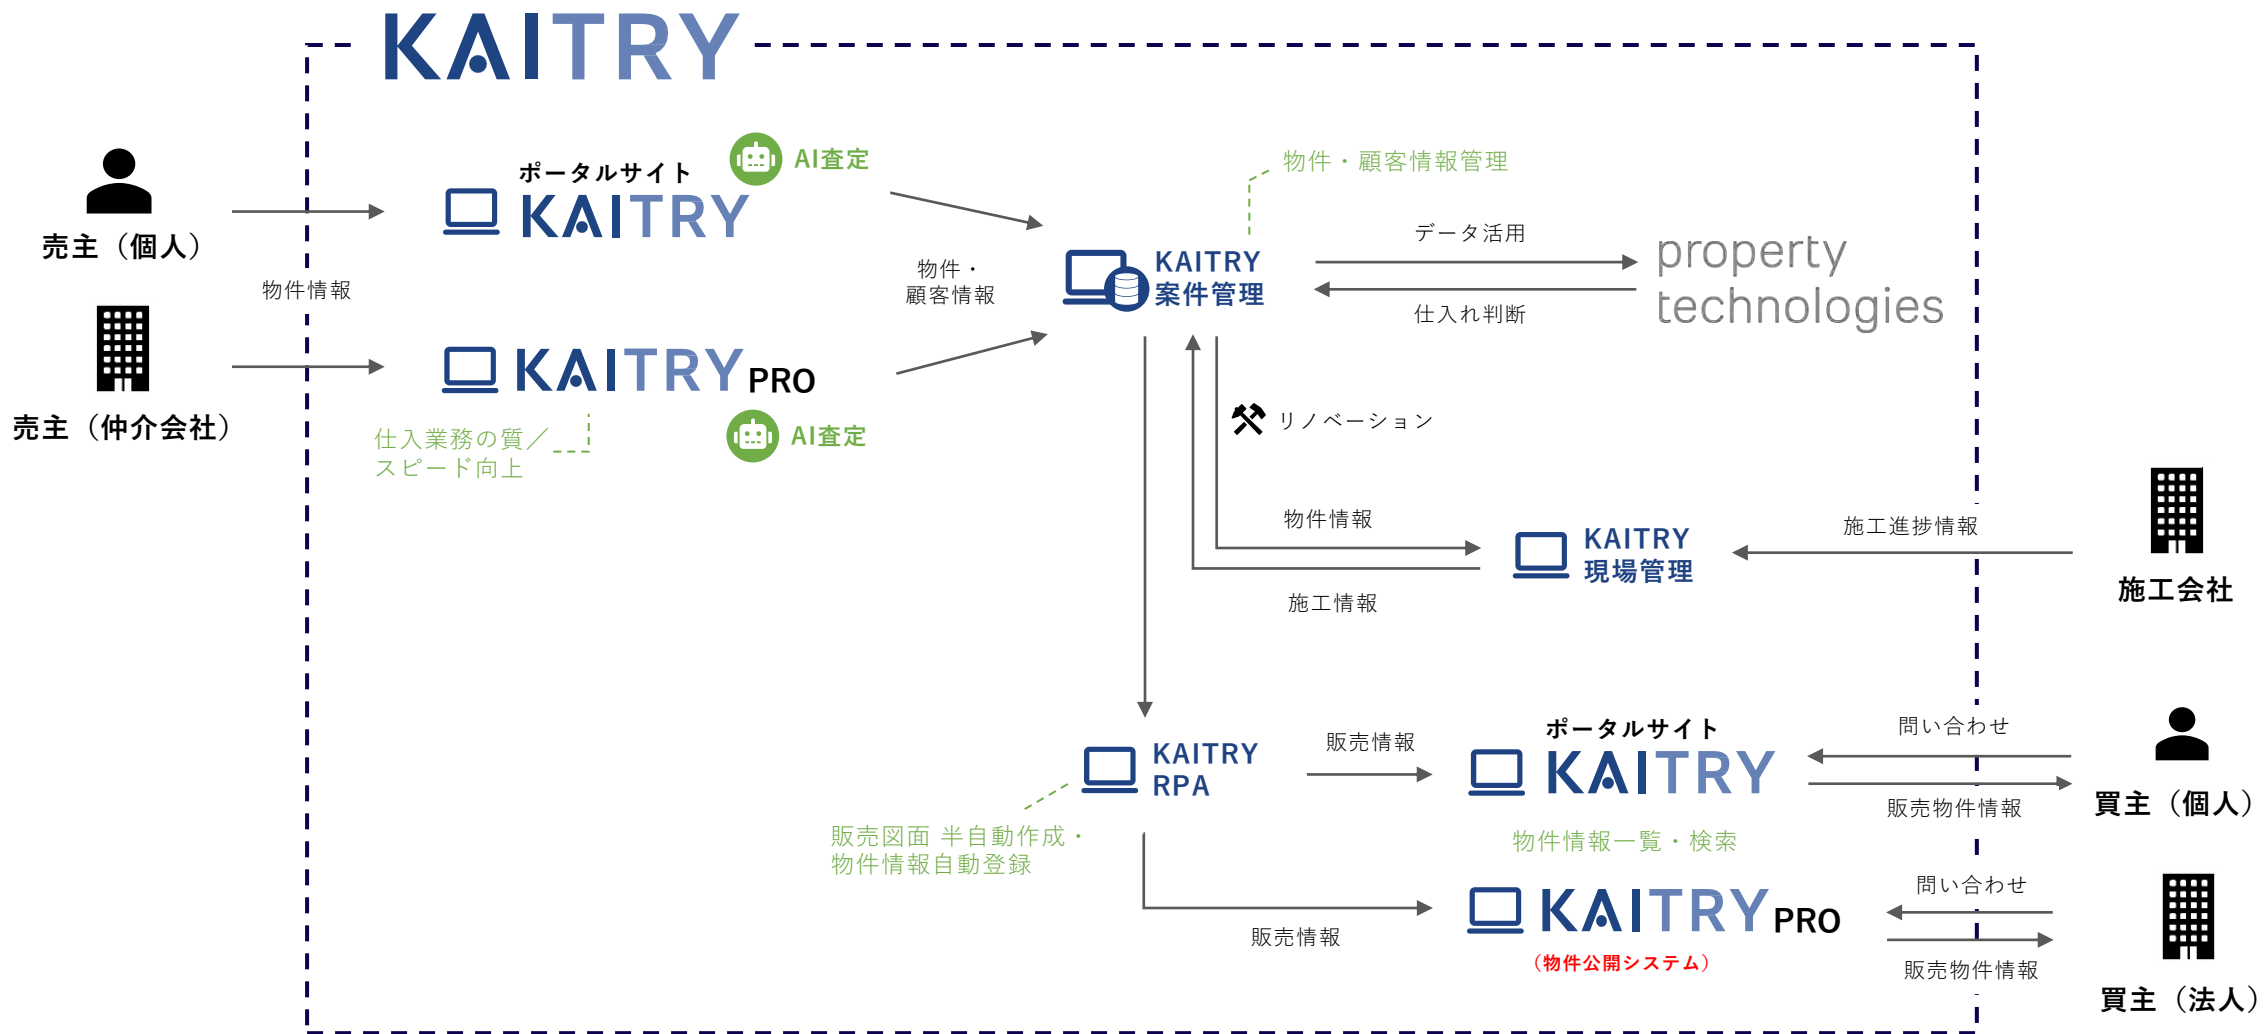 KAITRY
売主（個人）
物件情報
売主（仲介会社）
ポータルサイト
KAITRY
AI査定
KAITRY PRO
AI査定
仕入業務の質／
スピード向上
物件・
顧客情報
物件・顧客情報管理
KAITRY
案件管理
データ活用
仕入れ判断
property
technologies
リノベーション
物件情報
施工情報
KAITRY
現場管理
施工進捗情報
施工会社
KAITRY
RPA
販売図面 半自動作成・
物件情報自動登録
販売情報
販売情報
ポータルサイト
KAITRY
物件情報一覧・検索
KAITRY PRO
（物件公開システム）
問い合わせ
販売物件情報
買主（個人）
問い合わせ
販売物件情報
買主（法人）